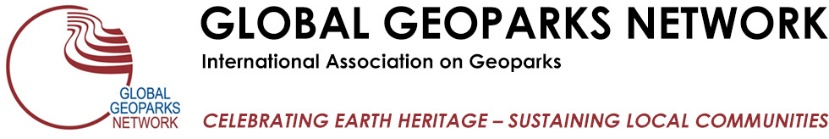 GLOBAL GEOPARKS NETWORK
International Association on Geoparks
GLOBAL
GEOPARKS
NETWORK
CELEBRATING EARTH HERITAGE – SUSTAINING LOCAL COMMUNITIES